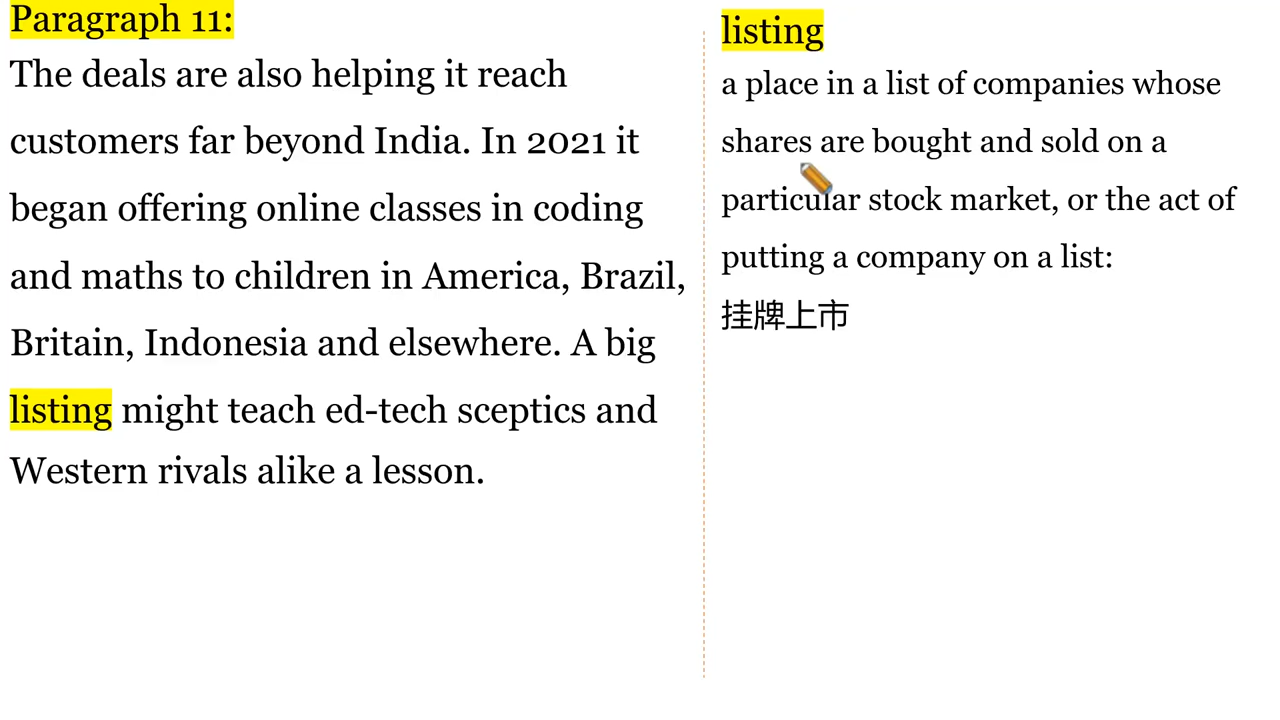 Paragraph 11:
The deals are also helping it reach
customers far beyond India. In 2021 it
began offering online classes in coding
and maths to children in America, Brazil,
Britain, Indonesia and elsewhere. A big
listing might teach ed-tech sceptics and
Western rivals alike a lesson.
listing
a place in a list of companies whose
shares are bought and sold on a
particular stock market, or the act of
putting a company on a list:
挂牌上市